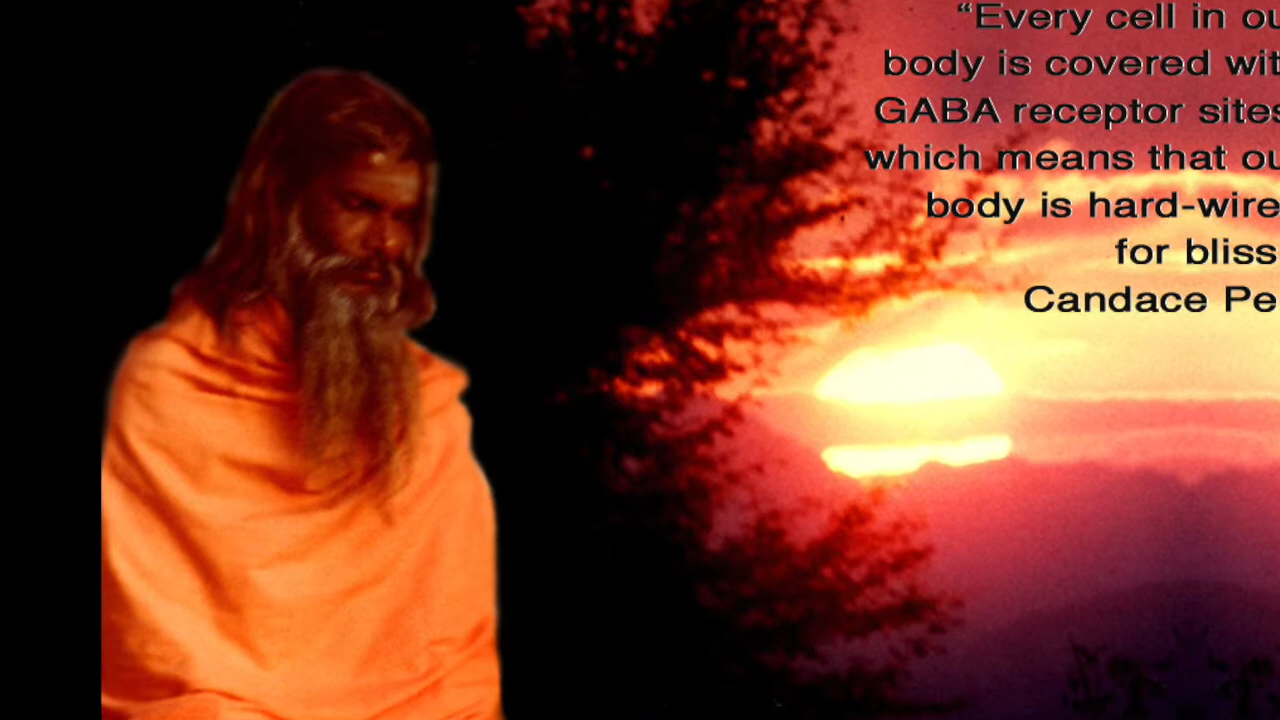 “Every cell in ou
body is covered wit
GABA receptor sites
which means that ou
body is hard-wire
for bliss
Candace Pe